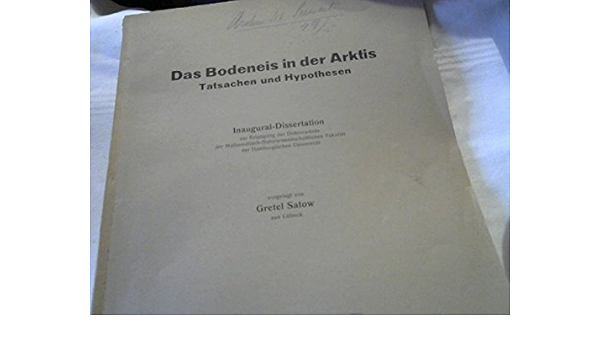 Das Bodeneis in der Arktis
Tatsachen und Hypothesen
Inaugural-Dissertation
zur Erlangung der Doktorwürde
der Mathematisch-Naturwissenschaftlichen Fakultät
der Hamburgischen Universität
vorgelegt von
Gretel Satow
aus Lübeck